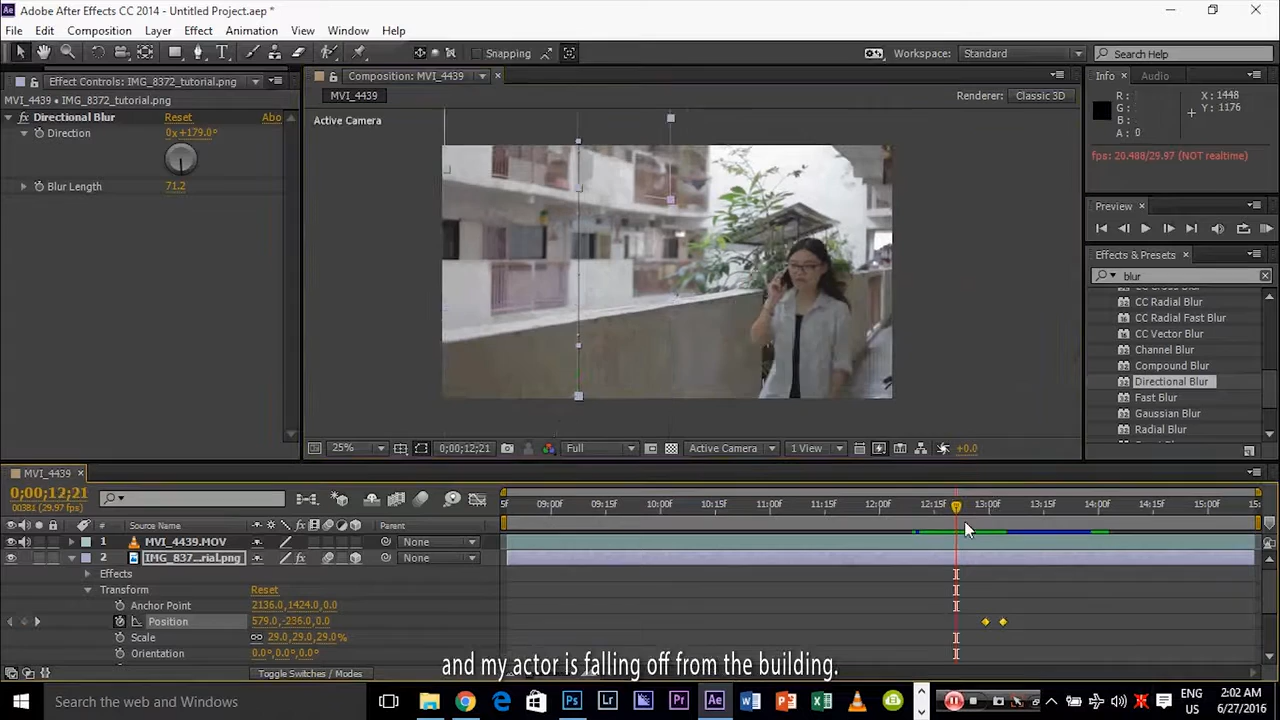 Adobe After Effects CC 2014 - Untitled Project.aep *
File Edit Composition Layer Effect Animation View Window Help
Snapping Workspace: Standard Search Help
Effect Controls: IMG_8372_tutorial.png
Composition: MVI_4439
Info Audio
MVI_4439 • IMG_8372_tutorial.png
MVI_4439
Renderer: Classic 3D
Directional Blur Reset Abo
Direction 0x+179.0°
Blur Length 71.2
Active Camera
R:
G:
B:
A: 0
X: 1448
Y: 1176
fps: 20.488/29.97 (NOT realtime)
Preview
Effects & Presets
blur
CC Radial Blur
CC Radial Fast Blur
CC Vector Blur
Channel Blur
Compound Blur
Directional Blur
Fast Blur
Gaussian Blur
Radial Blur
25% 0;00;12;21 Full Active Camera 1 View +0.0
MVI_4439
0;00;12;21
00381 (29.97 fps)
5f 09:00f 09:15f 10:00f 10:15f 11:00f 11:15f 12:00f 12:15f 13:00f 13:15f 14:00f 14:15f 15:00f 15:
# Source Name Parent
1 MVI_4439.MOV None
2 IMG_837...rial.png None
Effects
Transform Reset
Anchor Point 2136.0,1424.0,0.0
Position 579.0,-236.0,0.0
Scale 29.0,29.0,29.0%
Orientation 0.0°,0.0°,0.0°
Toggle Switches / Modes
and my actor is falling off from the building.
Search Windows
ENG
US
2:02 AM
6/27/2016